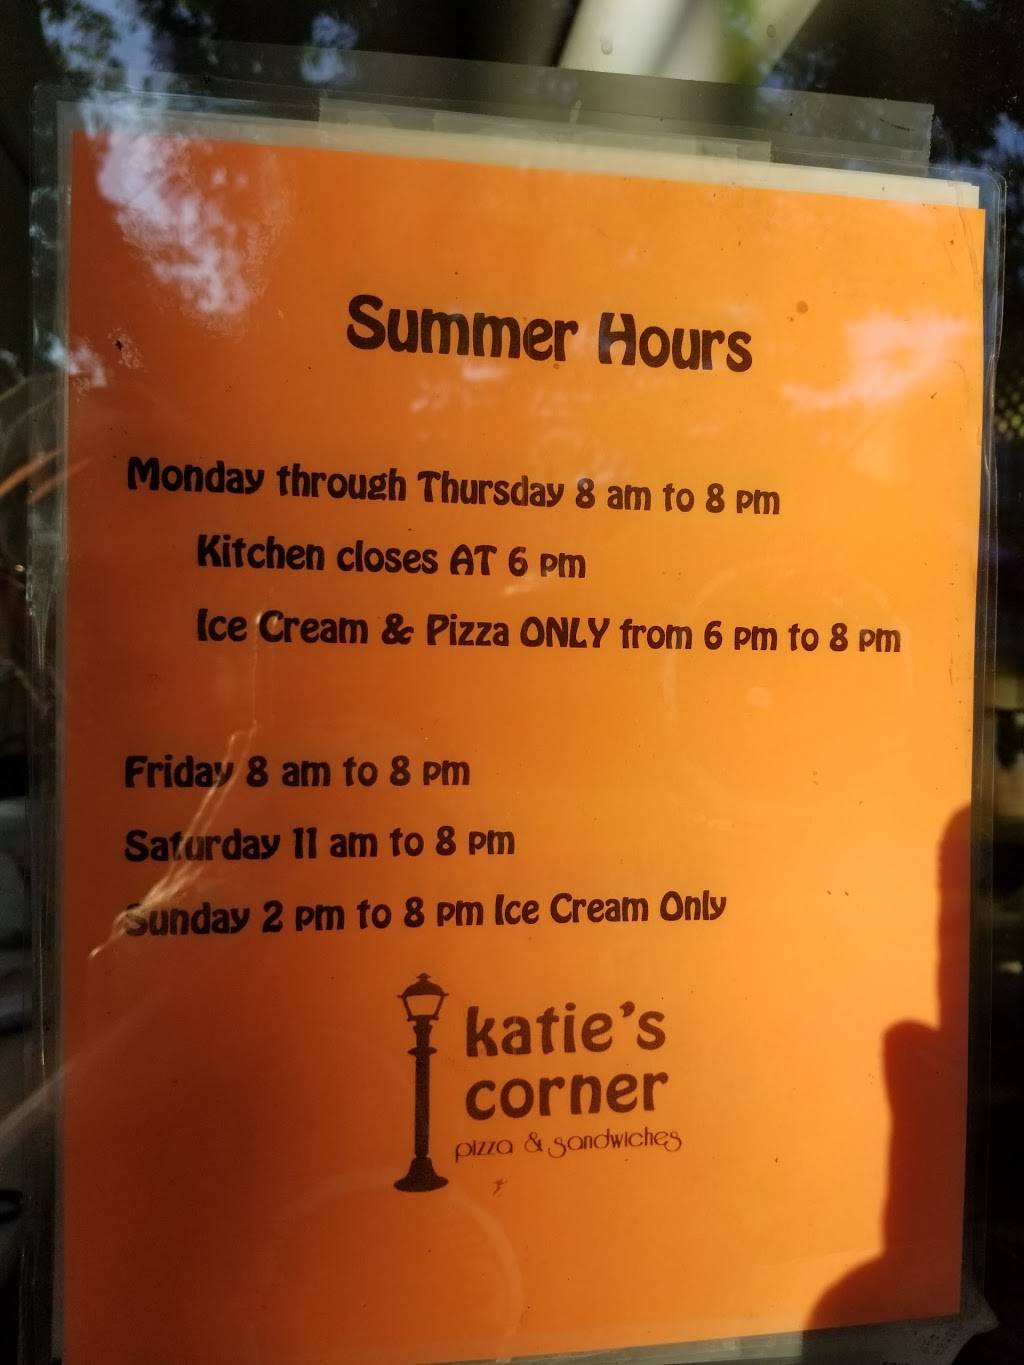 Summer Hours
Monday through Thursday 8 am to 8 pm
Kitchen closes AT 6 pm
Ice Cream & Pizza ONLY from 6 pm to 8 pm
Friday 8 am to 8 pm
Saturday 11 am to 8 pm
Sunday 2 pm to 8 pm Ice Cream Only
katie's
corner
pizza & sandwiches